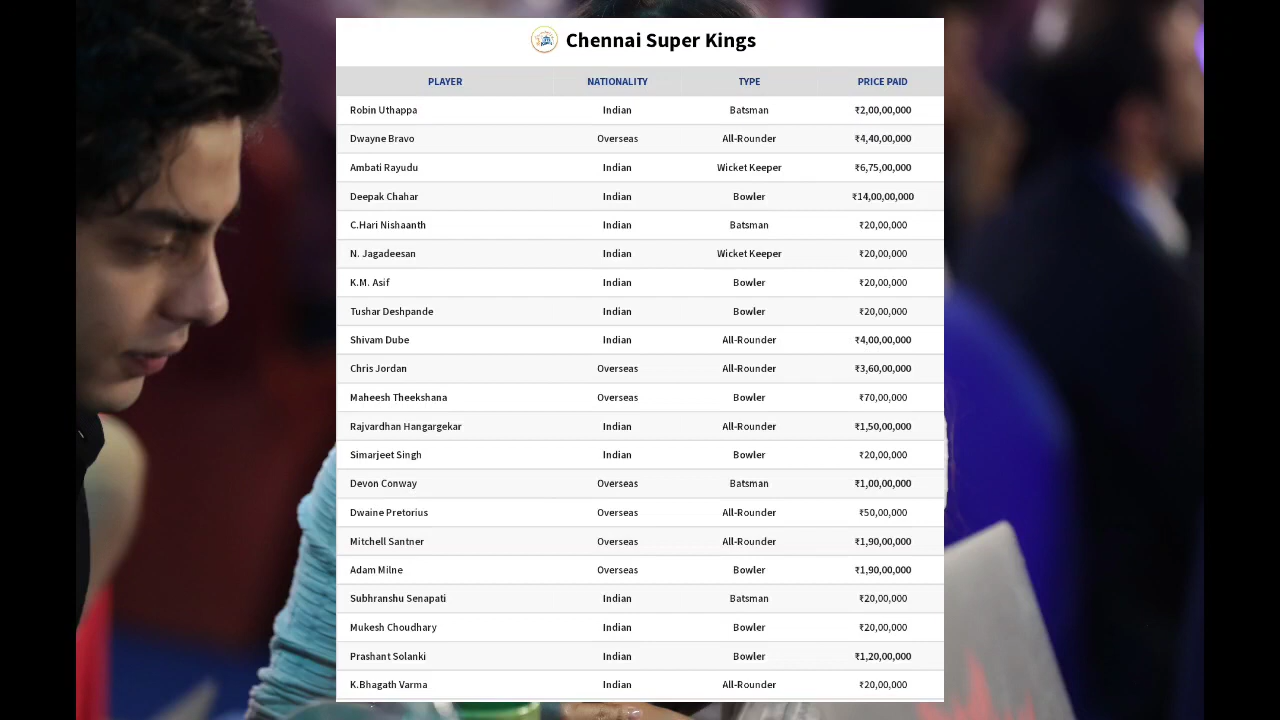 Chennai Super Kings
PLAYER NATIONALITY TYPE PRICE PAID
Robin Uthappa Indian Batsman ₹2,00,00,000
Dwayne Bravo Overseas All-Rounder ₹4,40,00,000
Ambati Rayudu Indian Wicket Keeper ₹6,75,00,000
Deepak Chahar Indian Bowler ₹14,00,00,000
C.Hari Nishaanth Indian Batsman ₹20,00,000
N. Jagadeesan Indian Wicket Keeper ₹20,00,000
K.M. Asif Indian Bowler ₹20,00,000
Tushar Deshpande Indian Bowler ₹20,00,000
Shivam Dube Indian All-Rounder ₹4,00,00,000
Chris Jordan Overseas All-Rounder ₹3,60,00,000
Maheesh Theekshana Overseas Bowler ₹70,00,000
Rajvardhan Hangargekar Indian All-Rounder ₹1,50,00,000
Simarjeet Singh Indian Bowler ₹20,00,000
Devon Conway Overseas Batsman ₹1,00,00,000
Dwaine Pretorius Overseas All-Rounder ₹50,00,000
Mitchell Santner Overseas All-Rounder ₹1,90,00,000
Adam Milne Overseas Bowler ₹1,90,00,000
Subhranshu Senapati Indian Batsman ₹20,00,000
Mukesh Choudhary Indian Bowler ₹20,00,000
Prashant Solanki Indian Bowler ₹1,20,00,000
K.Bhagath Varma Indian All-Rounder ₹20,00,000